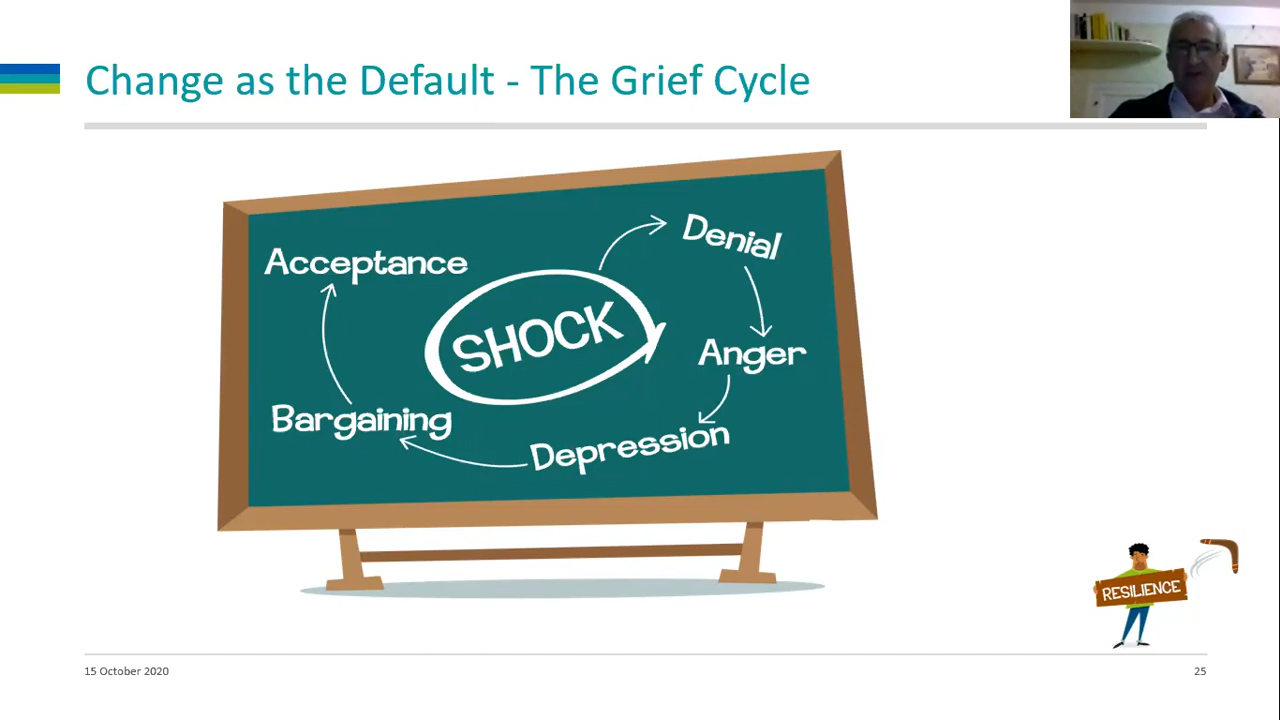 Change as the Default - The Grief Cycle
SHOCK
Denial
Anger
Depression
Bargaining
Acceptance
RESILIENCE
15 October 2020
25